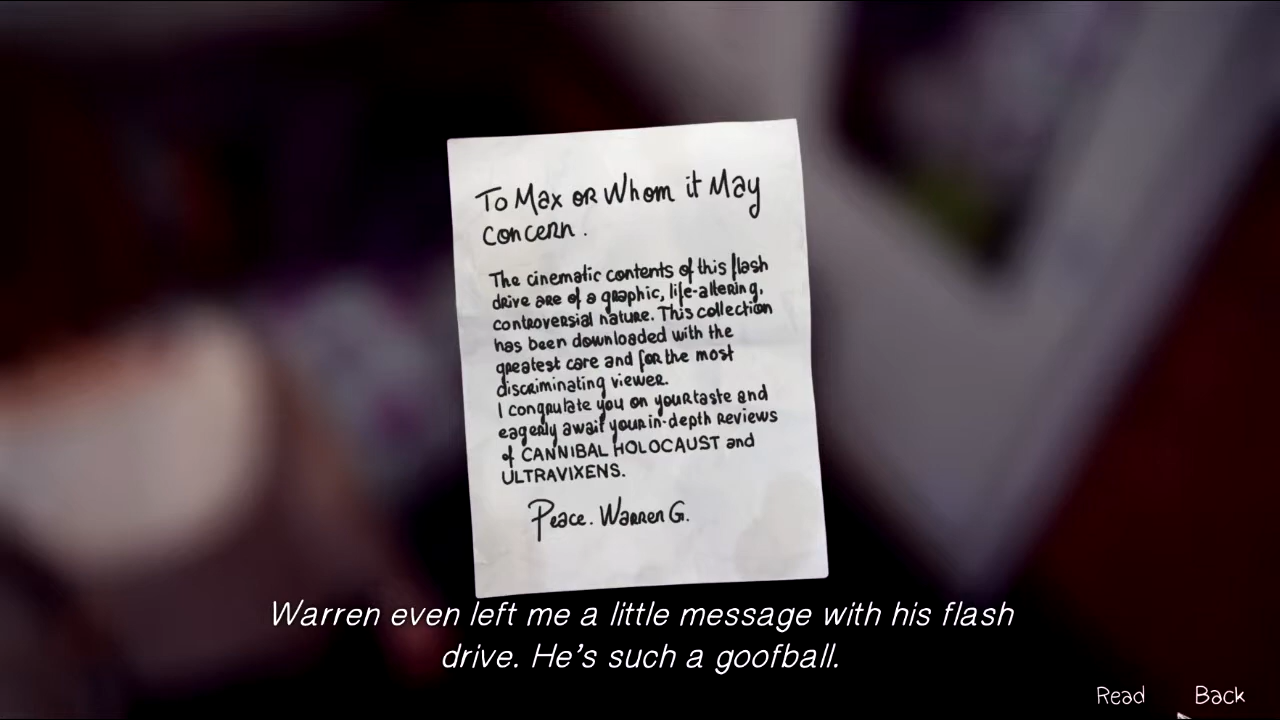 To Max or Whom it May
concern.
The cinematic contents of this flash
drive are of a graphic, life-altering,
controversial nature. This collection
has been downloaded with the
greatest care and for the most
discriminating viewer.
I congrulate you on your taste and
eagerly await your in-depth reviews
of CANNIBAL HOLOCAUST and
ULTRAVIXENS.
Peace. Warren G.
Warren even left me a little message with his flash
drive. He's such a goofball.
Read Back